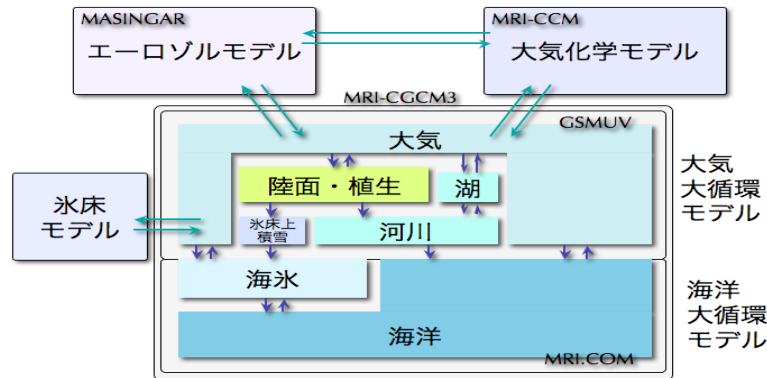 MASINGAR
エーロゾルモデル
MRI-CCM
大気化学モデル
MRI-CGCM3
GSMUV
大気
陸面・植生
湖
氷床上
積雪
河川
氷床
モデル
大気
大循環
モデル
海氷
海洋
MRI.COM
海洋
大循環
モデル